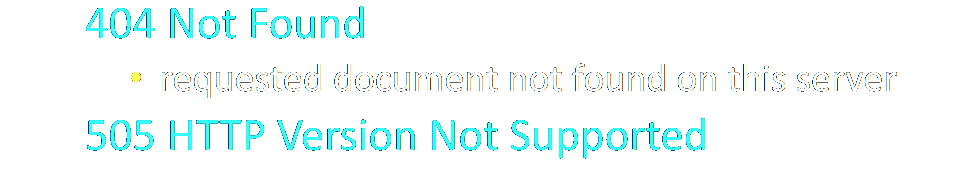 404 Not Found
• requested document not found on this server
505 HTTP Version Not Supported